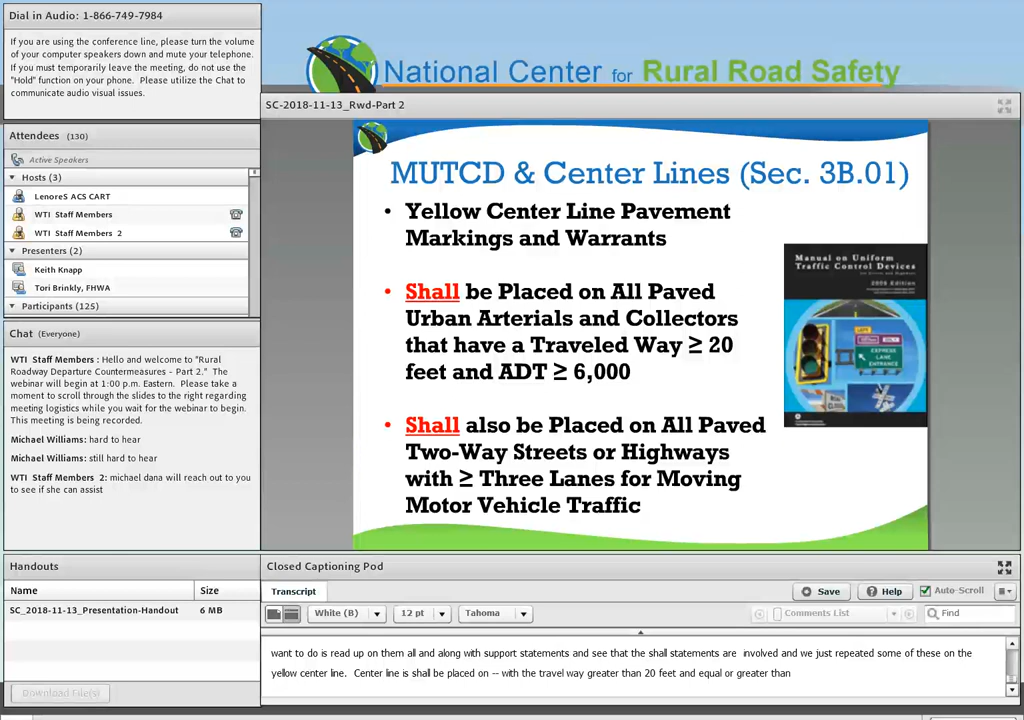 Dial in Audio: 1-866-749-7984
If you are using the conference line, please turn the volume
of your computer speakers down and mute your telephone.
If you must temporarily leave the meeting, do not use the
"Hold" function on your phone. Please utilize the Chat to
communicate audio visual issues.
National Center for Rural Road Safety
SC-2018-11-13_Rwd-Part 2
Attendees (130)
Active Speakers
Hosts (3)
LenoreS ACS CART
WTI Staff Members
WTI Staff Members 2
Presenters (2)
Keith Knapp
Tori Brinkly, FHWA
Participants (125)
Chat (Everyone)
WTI Staff Members : Hello and welcome to "Rural
Roadway Departure Countermeasures - Part 2." The
webinar will begin at 1:00 p.m. Eastern. Please take a
moment to scroll through the slides to the right regarding
meeting logistics while you wait for the webinar to begin.
This meeting is being recorded.
Michael Williams: hard to hear
Michael Williams: still hard to hear
WTI Staff Members 2: michael dana will reach out to you
to see if she can assist
MUTCD & Center Lines (Sec. 3B.01)
• Yellow Center Line Pavement
Markings and Warrants
• Shall be Placed on All Paved
Urban Arterials and Collectors
that have a Traveled Way ≥ 20
feet and ADT ≥ 6,000
• Shall also be Placed on All Paved
Two-Way Streets or Highways
with ≥ Three Lanes for Moving
Motor Vehicle Traffic
Manual on Uniform
Traffic Control Devices
2009 Edition
EXPRESS
LANE
ENTRANCE
Handouts
Name Size
SC_2018-11-13_Presentation-Handout 6 MB
Download File(s)
Closed Captioning Pod
Transcript
Save
Help
Auto-Scroll
White (B)
12 pt
Tahoma
Comments List
Find
want to do is read up on them all and along with support statements and see that the shall statements are involved and we just repeated some of these on the
yellow center line. Center line is shall be placed on -- with the travel way greater than 20 feet and equal or greater than